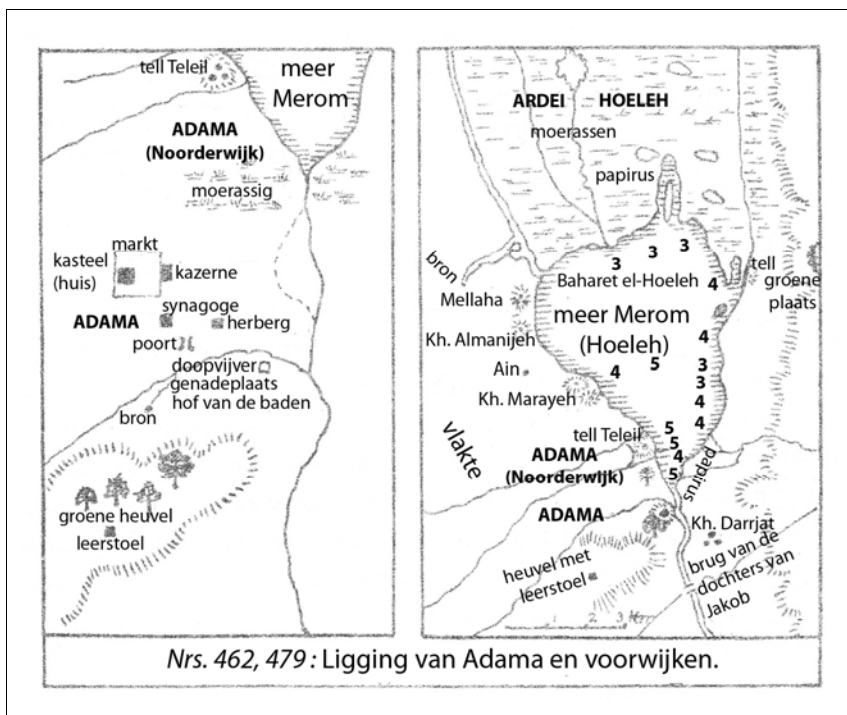 tell Teleil
meer
Merom
ADAMA
(Noorderwijk)
moerassig
markt
kasteel
(huis)
kazerne
synagoge
ADAMA
herberg
poort
doopvijver
genadeplaats
hof van de baden
bron
groene heuvel
leerstoel
ARDEI HOELEH
moerassen
papirus
bron
3 3 3
Baharet el-Hoeleh
4
tell
groene
plaats
Mellaha
meer Merom
(Hoeleh)
Kh. Almanijeh
4
5
3
Ain
4
3
Kh. Marayeh
4
4
vlakte
tell Teleil
5
5
4
5
papirus
ADAMA
(Noorderwijk)
ADAMA
Kh. Darrjat
brug van de
dochters van
Jakob
heuvel met
leerstoel
1 2 3 km
Nrs. 462, 479 : Ligging van Adama en voorwijken.